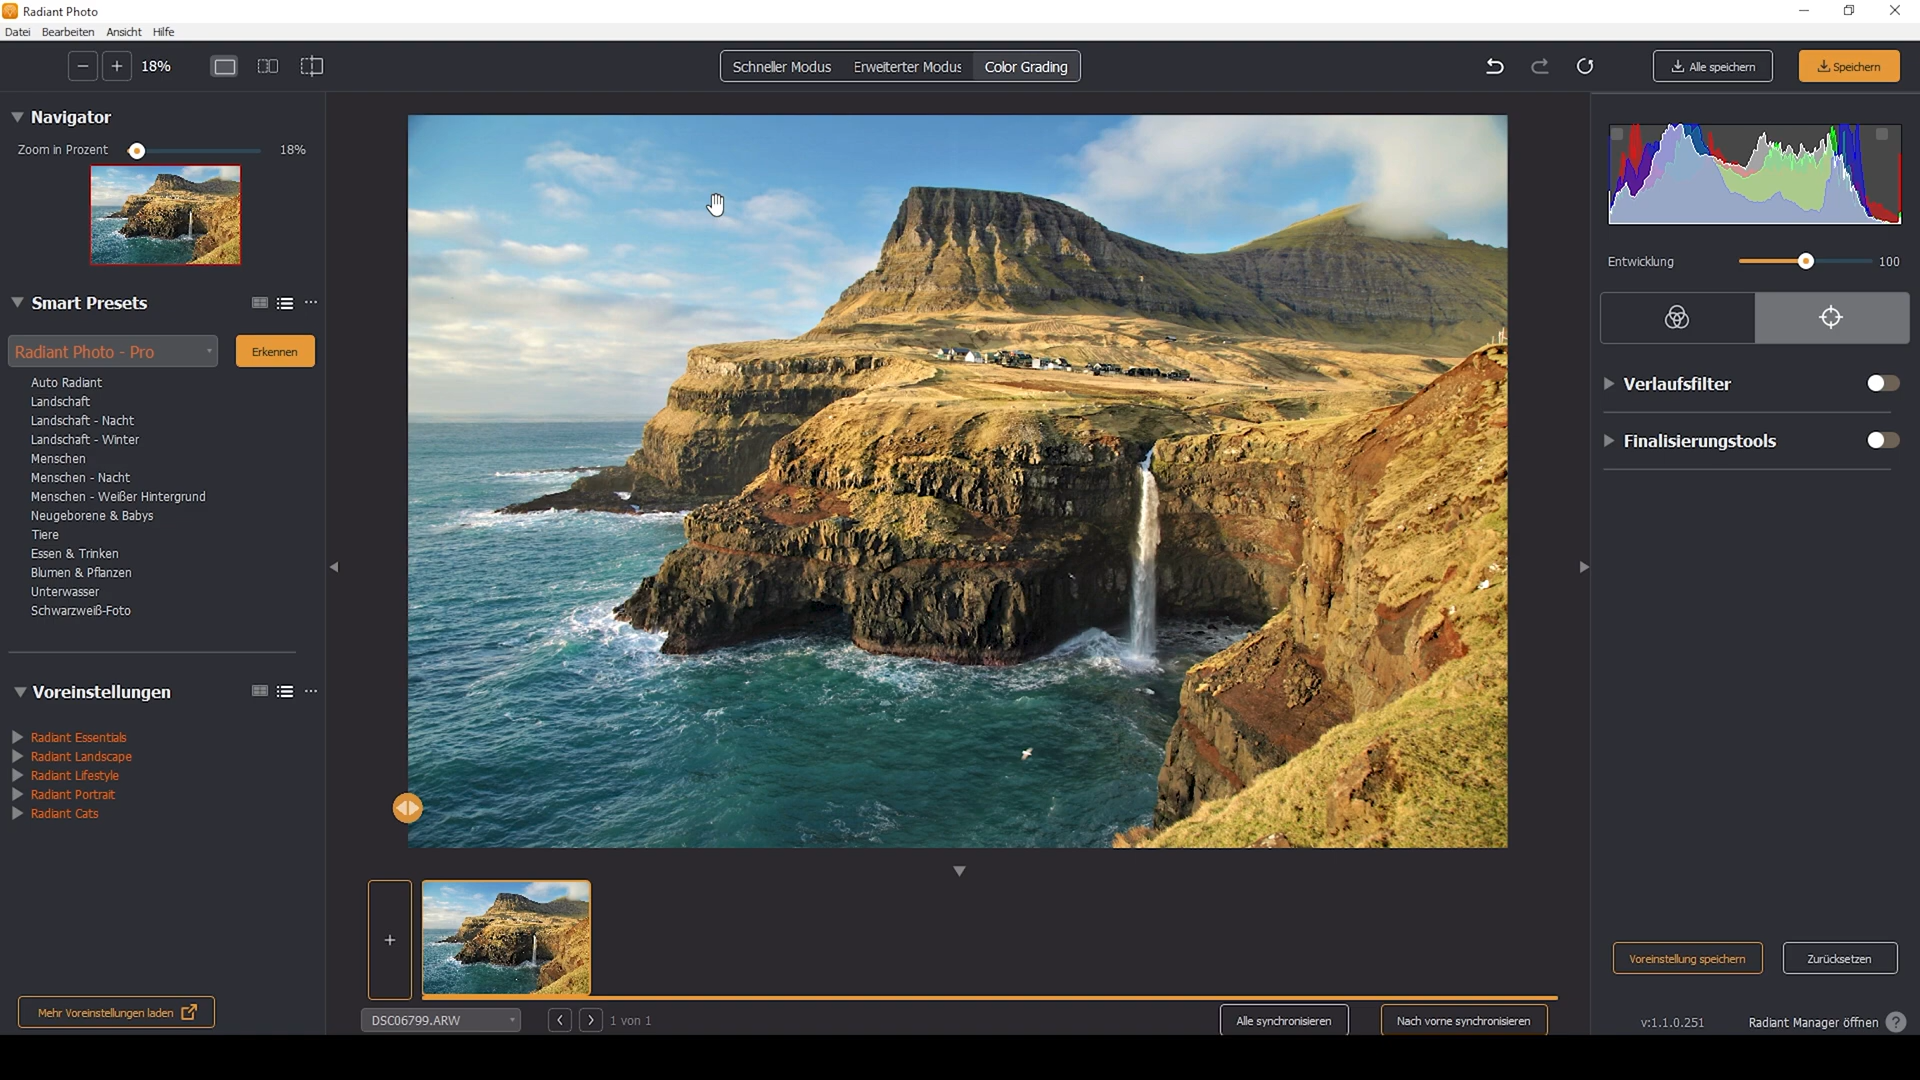 Radiant Photo
Datei Bearbeiten Ansicht Hilfe
18%
Schneller Modus Erweiterter Modus Color Grading
Alle speichern
Speichern
Navigator
Zoom in Prozent 18%
Smart Presets
Radiant Photo - Pro
Erkennen
Auto Radiant
Landschaft
Landschaft - Nacht
Landschaft - Winter
Menschen
Menschen - Nacht
Menschen - Weißer Hintergrund
Neugeborene & Babys
Tiere
Essen & Trinken
Blumen & Pflanzen
Unterwasser
Schwarzweiß-Foto
Voreinstellungen
Radiant Essentials
Radiant Landscape
Radiant Lifestyle
Radiant Portrait
Radiant Cats
Mehr Voreinstellungen laden
DSC06799.ARW
1 von 1
Alle synchronisieren
Nach vorne synchronisieren
Entwicklung 100
Verlaufsfilter
Finalisierungstools
Voreinstellung speichern
Zurücksetzen
v:1.1.0.251
Radiant Manager öffnen ?